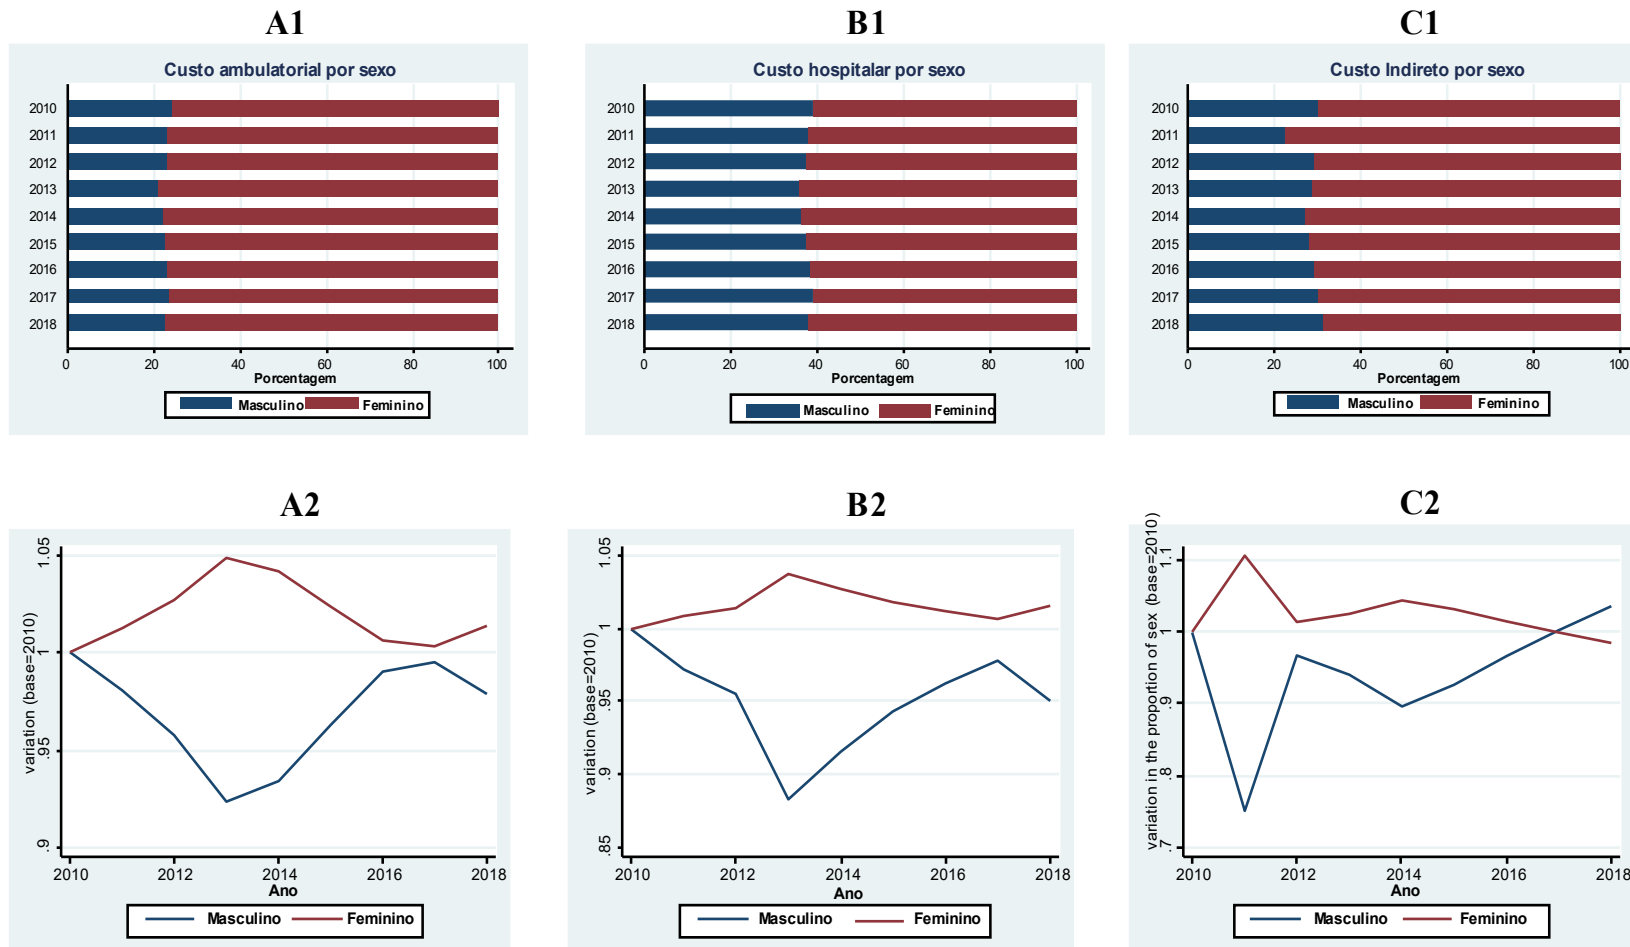 A1
Custo ambulatorial por sexo
2010
2011
2012
2013
2014
2015
2016
2017
2018
0 20 40 60 80 100
Porcentagem
Masculino Feminino
B1
Custo hospitalar por sexo
2010
2011
2012
2013
2014
2015
2016
2017
2018
0 20 40 60 80 100
Porcentagem
Masculino Feminino
C1
Custo Indireto por sexo
2010
2011
2012
2013
2014
2015
2016
2017
2018
0 20 40 60 80 100
Porcentagem
Masculino Feminino
A2
variation (base=2010)
1.05
1
.95
.9
2010 2012 2014 2016 2018
Ano
Masculino Feminino
B2
variation (base=2010)
1.05
1
.95
.9
.85
2010 2012 2014 2016 2018
Ano
Masculino Feminino
C2
variation in the proportion of sex (base=2010)
1.1
1
.9
.8
.7
2010 2012 2014 2016 2018
Ano
Masculino Feminino